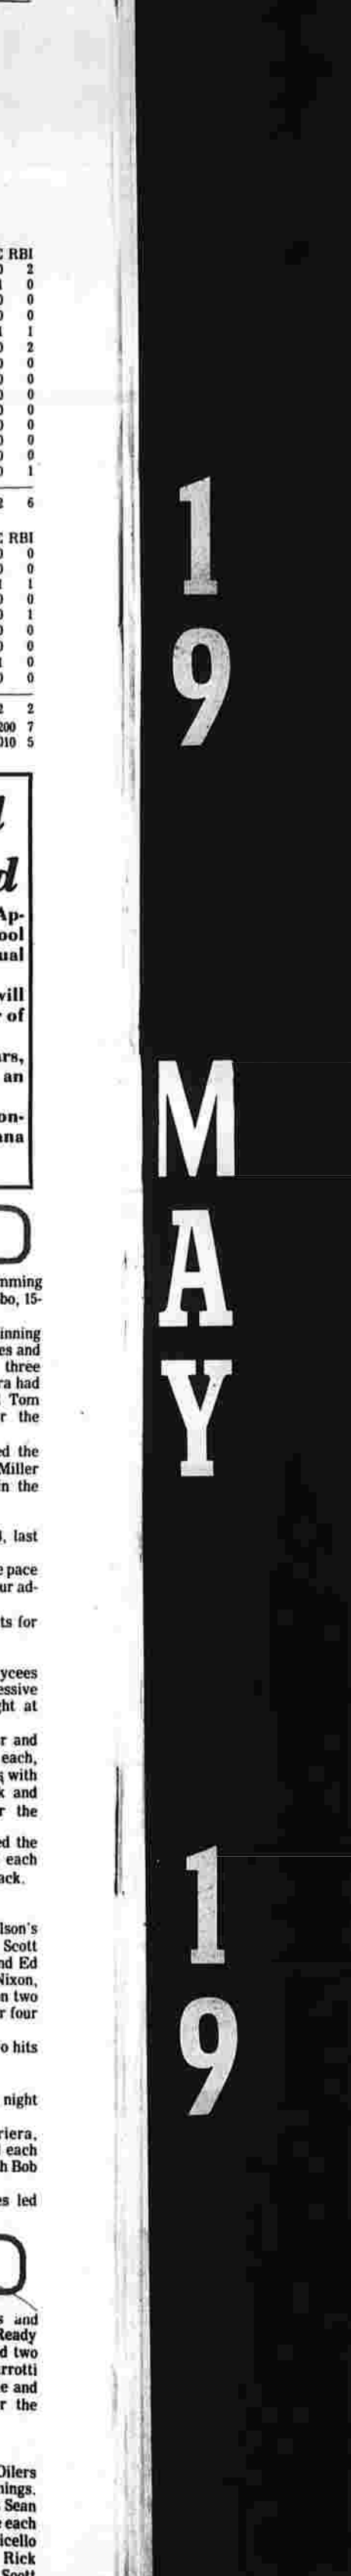 RBI
2
0
0
0
1
2
0
0
0
0
0
0
0
1
6
RBI
0
0
1
0
1
0
0
0
0
2
200 7
010 5
d
Ap-
ool
ual
will
of
rs,
an
on-
ana
nming
bo, 15-
inning
es and
three
ra had
Tom
r the
ed the
Miller
n the
, last
e pace
ur ad-
ts for
ycees
essive
ght at
r and
each,
with
k and
r the
ed the
each
ack.
lson's
Scott
nd Ed
Nixon,
n two
r four
o hits
night
riera,
each
h Bob
es led
s and
Ready
d two
rrotti
e and
r the
Oilers
nings.
Sean
each
icello
Rick
Scott
1
9
M
A
Y
1
9